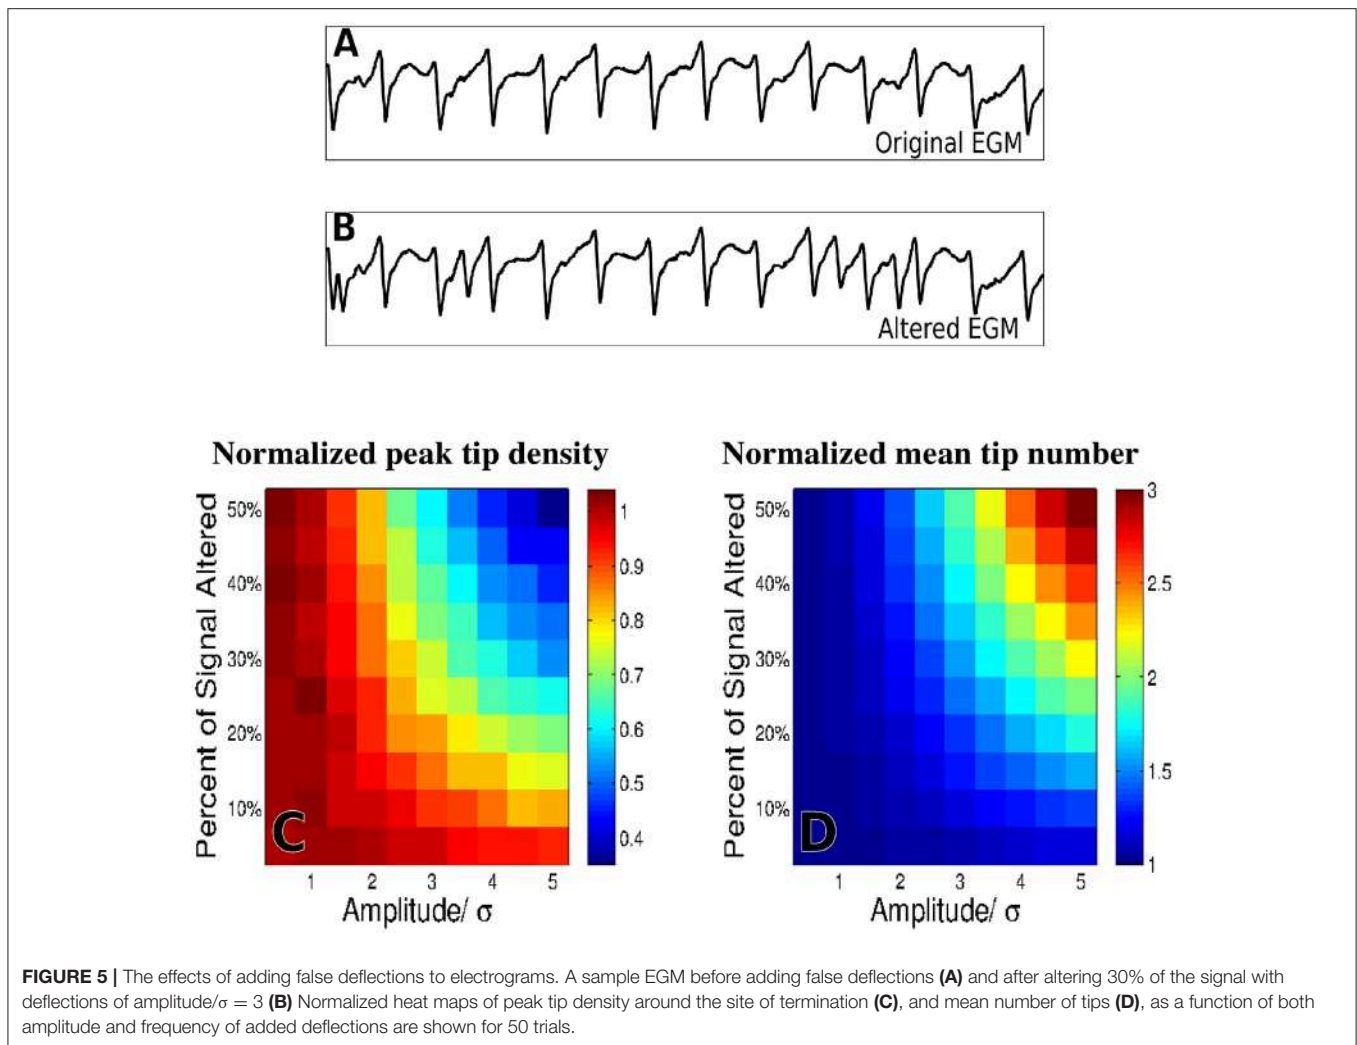 A
Original EGM
B
Altered EGM
Normalized peak tip density
Percent of Signal Altered
50%
40%
30%
20%
10%
C
1 2 3 4 5
Amplitude/ σ
1
0.9
0.8
0.7
0.6
0.5
0.4
Normalized mean tip number
Percent of Signal Altered
50%
40%
30%
20%
10%
D
1 2 3 4 5
Amplitude/ σ
3
2.5
2
1.5
1
FIGURE 5 | The effects of adding false deflections to electrograms. A sample EGM before adding false deflections (A) and after altering 30% of the signal with
deflections of amplitude/σ = 3 (B) Normalized heat maps of peak tip density around the site of termination (C), and mean number of tips (D), as a function of both
amplitude and frequency of added deflections are shown for 50 trials.